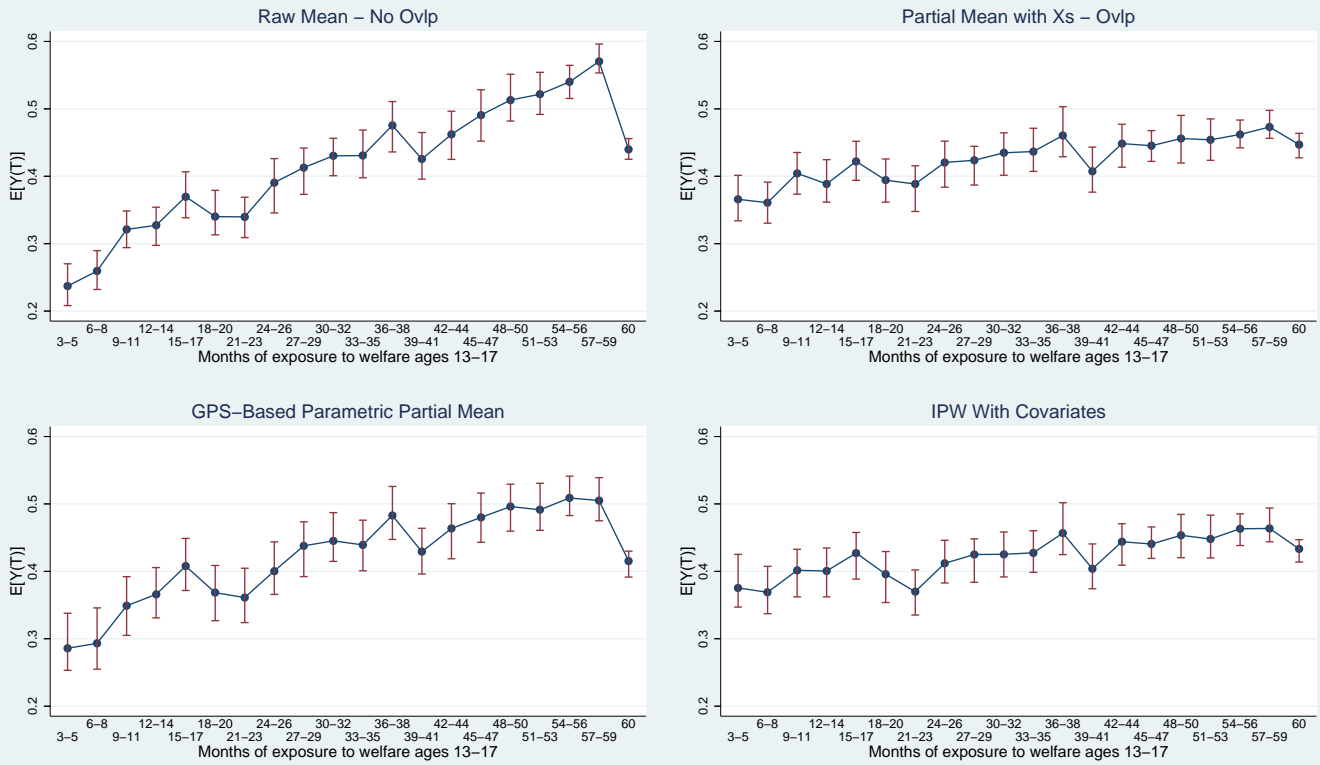 Raw Mean – No Ovlp
E[Y(T)]
0.6
0.5
0.4
0.3
0.2
6–8 12–14 18–20 24–26 30–32 36–38 42–44 48–50 54–56 60
3–5 9–11 15–17 21–23 27–29 33–35 39–41 45–47 51–53 57–59
Months of exposure to welfare ages 13–17
Partial Mean with Xs – Ovlp
E[Y(T)]
0.6
0.5
0.4
0.3
0.2
6–8 12–14 18–20 24–26 30–32 36–38 42–44 48–50 54–56 60
3–5 9–11 15–17 21–23 27–29 33–35 39–41 45–47 51–53 57–59
Months of exposure to welfare ages 13–17
GPS–Based Parametric Partial Mean
E[Y(T)]
0.6
0.5
0.4
0.3
0.2
6–8 12–14 18–20 24–26 30–32 36–38 42–44 48–50 54–56 60
3–5 9–11 15–17 21–23 27–29 33–35 39–41 45–47 51–53 57–59
Months of exposure to welfare ages 13–17
IPW With Covariates
E[Y(T)]
0.6
0.5
0.4
0.3
0.2
6–8 12–14 18–20 24–26 30–32 36–38 42–44 48–50 54–56 60
3–5 9–11 15–17 21–23 27–29 33–35 39–41 45–47 51–53 57–59
Months of exposure to welfare ages 13–17